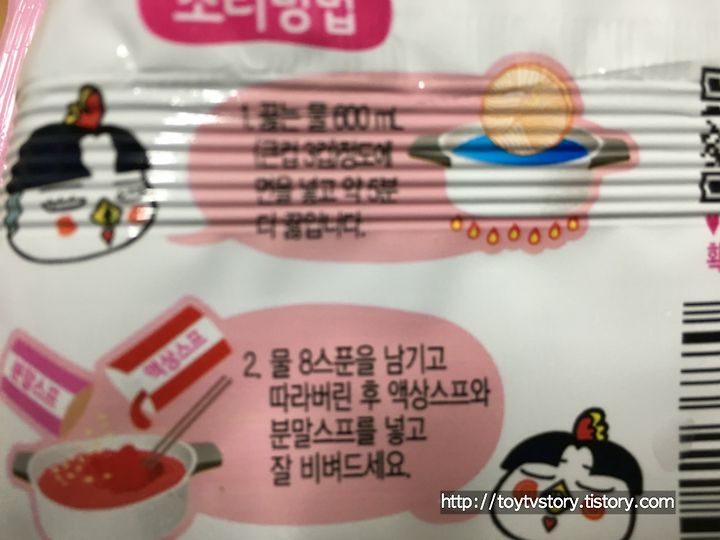 조리방법
1. 끓는 물 600 mL
(큰컵 3컵)정도에
면을 넣고 약 5분
더 끓입니다.
분말스프
액상스프
2. 물 8스푼을 남기고
따라버린 후 액상스프와
분말스프를 넣고
잘 비벼드세요.
http://toytvstory.tistory.com